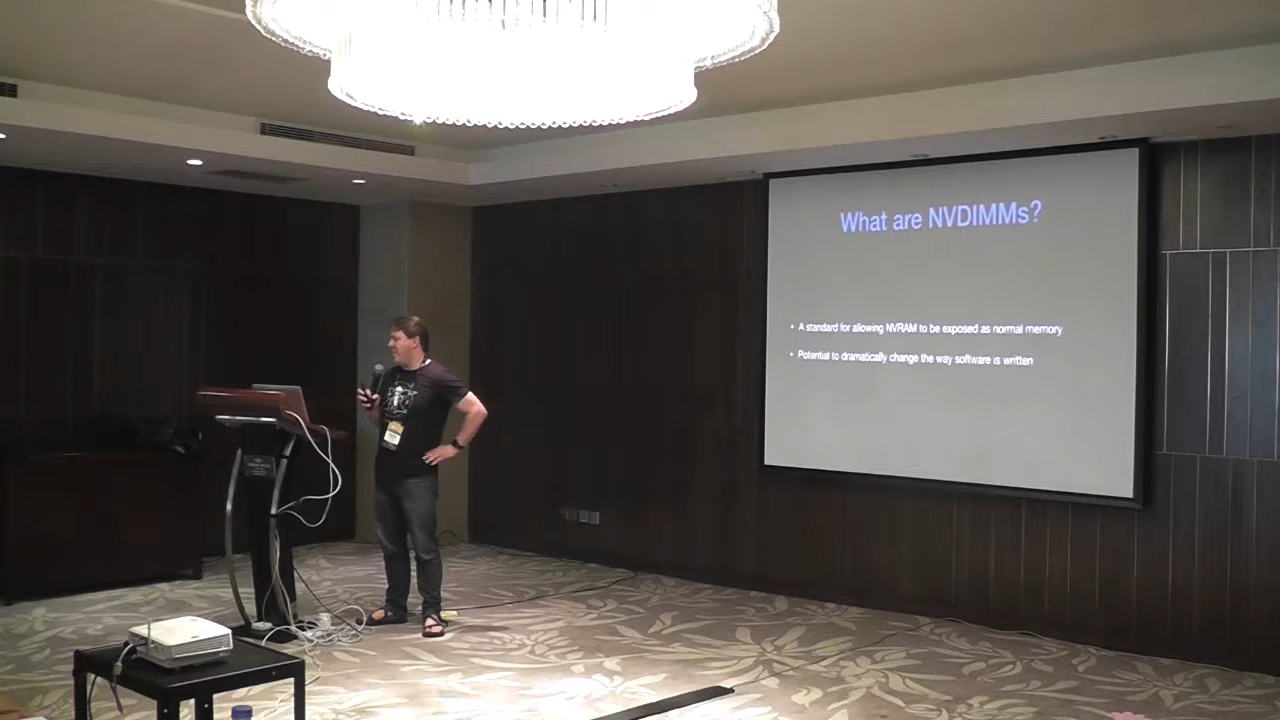 What are NVDIMMs?
• A standard for allowing NVRAM to be exposed as normal memory
• Potential to dramatically change the way software is written